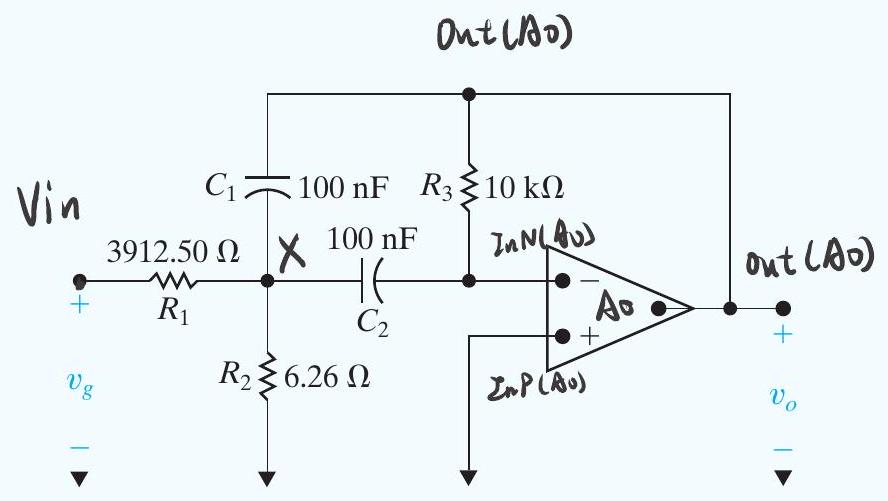 Out(A0)
C1 100 nF R3 10 kΩ
Vin
3912.50 Ω X 100 nF InN(A0)
Out(A0)
+ R1 C2 − A0 +
R2 6.26 Ω + InP(A0)
vg vo
− −